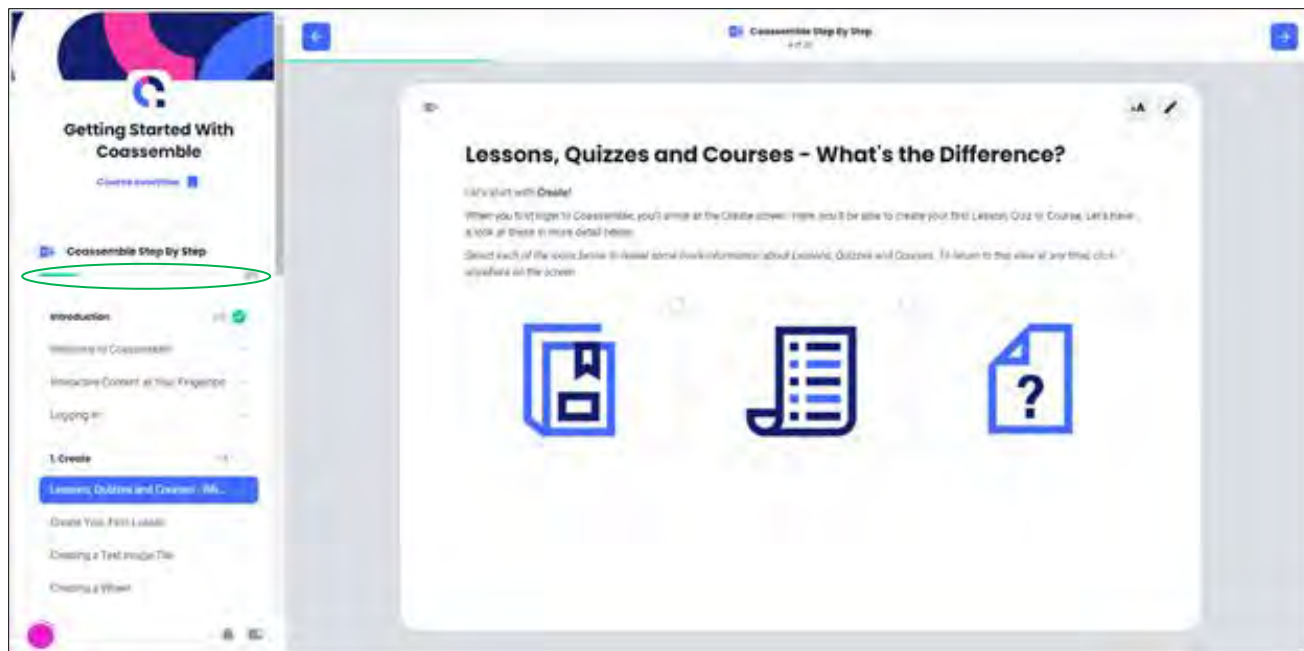 Getting Started With
Coassemble
Course overview
Coassemble Step By Step
Introduction
Welcome to Coassemble!
Interactive Content at Your Fingertips
Logging In
1. Create
Lessons, Quizzes and Courses - Wh...
Create Your First Lesson
Creating a Text Image Tile
Creating a Wheel
Coassemble Step By Step
Lessons, Quizzes and Courses - What's the Difference?
Let's start with Create!
When you first login to Coassemble, you'll arrive at the Create screen. Here, you'll be able to create your first Lesson, Quiz or Course. Let's have
a look at these in more detail below.
Select each of the icons below to reveal some more information about Lessons, Quizzes and Courses. To return to this view at any time, click
anywhere on the screen.
?